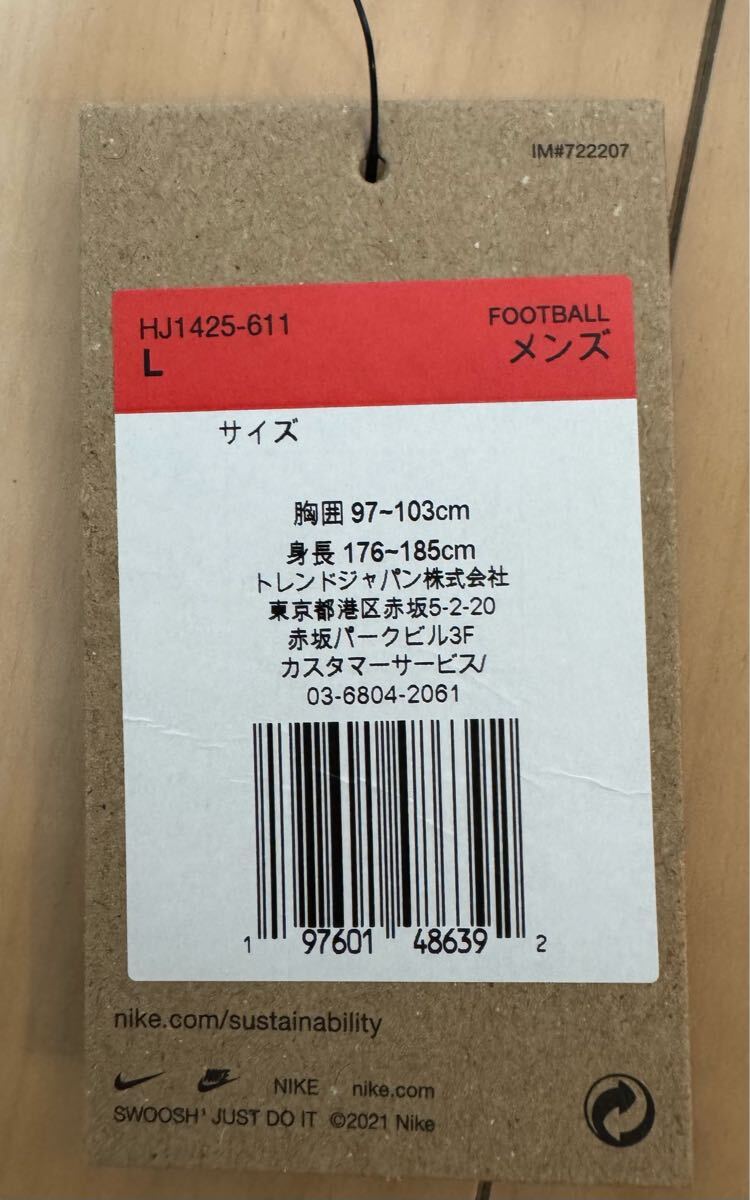 IM#722207
HJ1425-611
FOOTBALL
L
メンズ
サイズ
胸囲 97~103cm
身長 176~185cm
トレンドジャパン株式会社
東京都港区赤坂5-2-20
赤坂パークビル3F
カスタマーサービス/
03-6804-2061
1 97601 48639 2
nike.com/sustainability
NIKE nike.com
SWOOSH' JUST DO IT ©2021 Nike